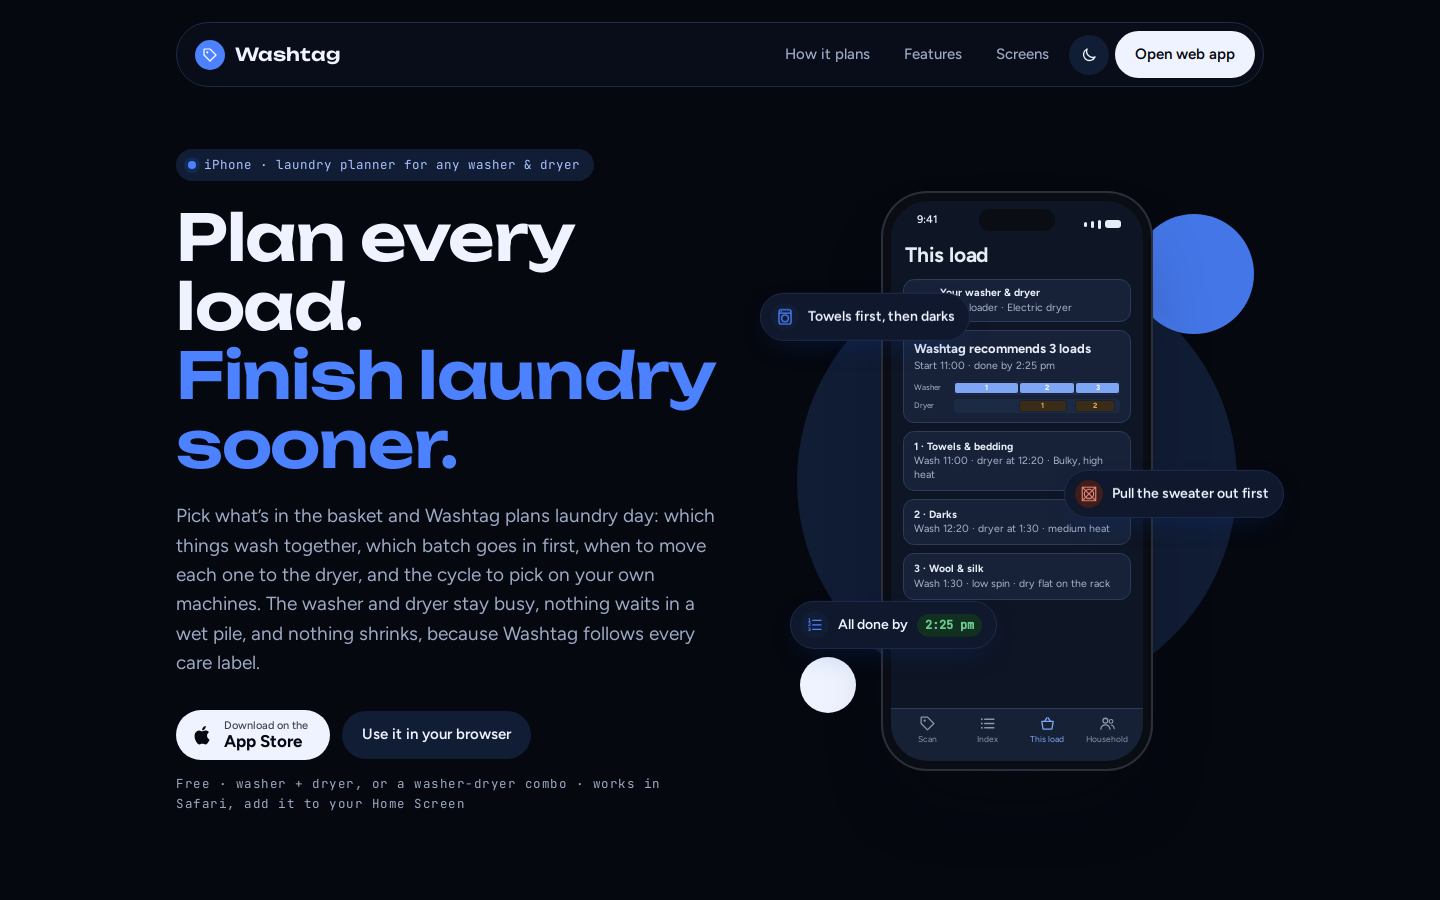 Washtag
How it plans
Features
Screens
Open web app
iPhone · laundry planner for any washer & dryer
Plan every
load.
Finish laundry
sooner.
Pick what’s in the basket and Washtag plans laundry day: which
things wash together, which batch goes in first, when to move
each one to the dryer, and the cycle to pick on your own
machines. The washer and dryer stay busy, nothing waits in a
wet pile, and nothing shrinks, because Washtag follows every
care label.
Download on the
App Store
Use it in your browser
Free · washer + dryer, or a washer-dryer combo · works in
Safari, add it to your Home Screen
9:41
This load
Your washer & dryer
loader · Electric dryer
Towels first, then darks
Washtag recommends 3 loads
Start 11:00 · done by 2:25 pm
Washer 1 2 3
Dryer 1 2
1 · Towels & bedding
Wash 11:00 · dryer at 12:20 · Bulky, high
heat
Pull the sweater out first
2 · Darks
Wash 12:20 · dryer at 1:30 · medium heat
3 · Wool & silk
Wash 1:30 · low spin · dry flat on the rack
All done by 2:25 pm
Scan
Index
This load
Household